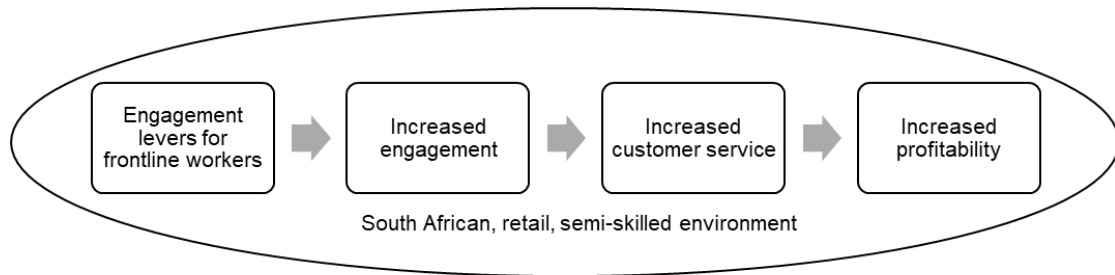 Engagement
levers for
frontline workers
Increased
engagement
Increased
customer service
Increased
profitability
South African, retail, semi-skilled environment